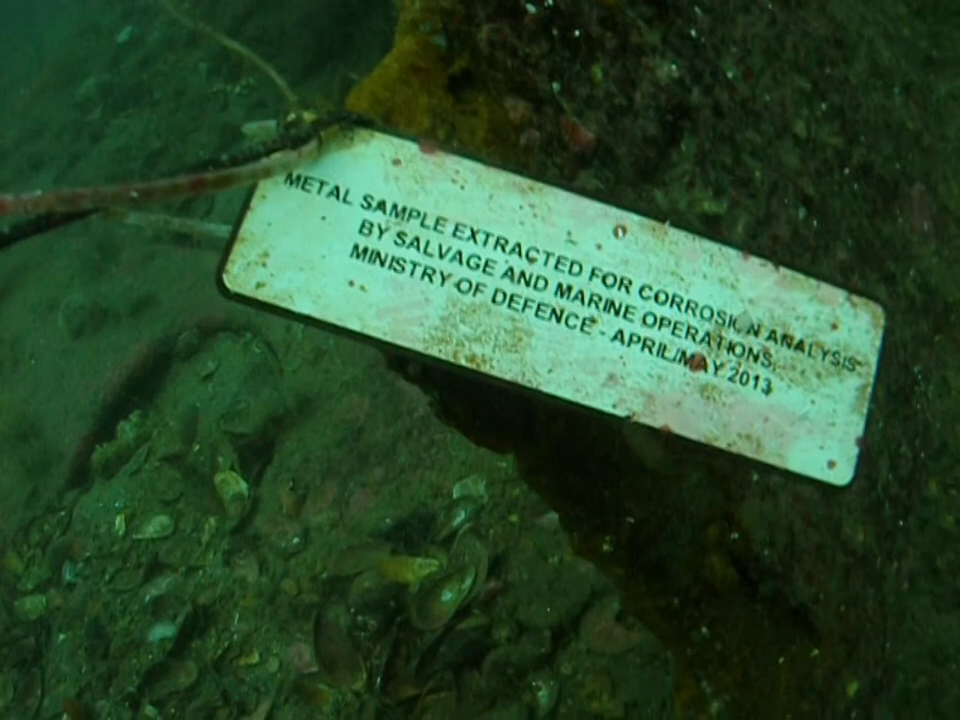 METAL SAMPLE EXTRACTED FOR CORROSION ANALYSIS
BY SALVAGE AND MARINE OPERATIONS,
MINISTRY OF DEFENCE - APRIL/MAY 2013